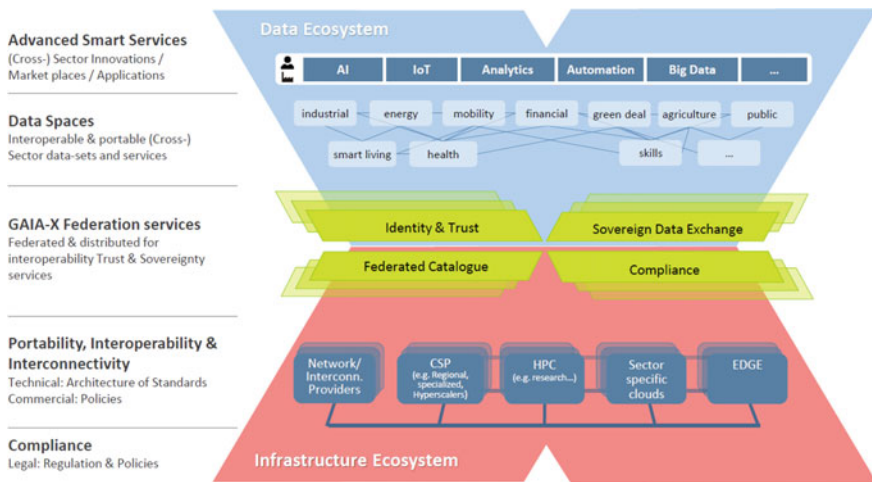 Data Ecosystem
Advanced Smart Services
(Cross-) Sector Innovations /
Market places / Applications
AI
IoT
Analytics
Automation
Big Data
...
Data Spaces
Interoperable & portable (Cross-)
Sector data-sets and services
industrial
energy
mobility
financial
green deal
agriculture
public
smart living
health
skills
...
GAIA-X Federation services
Federated & distributed for
interoperability Trust & Sovereignty
services
Identity & Trust
Sovereign Data Exchange
Federated Catalogue
Compliance
Portability, Interoperability &
Interconnectivity
Technical: Architecture of Standards
Commercial: Policies
Network/
Interconn.
Providers
CSP
(e.g. Regional,
specialized,
Hyperscalers)
HPC
(e.g. research...)
Sector
specific
clouds
EDGE
Compliance
Legal: Regulation & Policies
Infrastructure Ecosystem